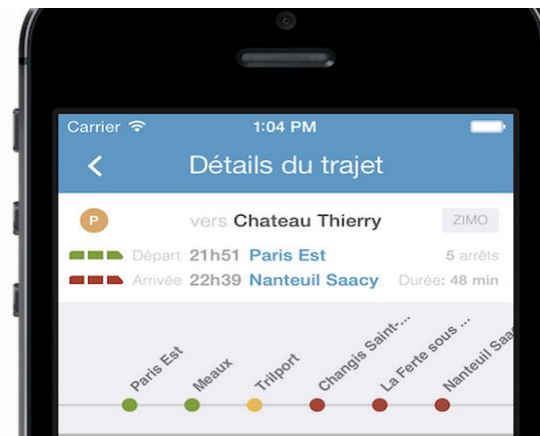 Carrier 1:04 PM
Détails du trajet
P vers Chateau Thierry ZIMO
Départ 21h51 Paris Est 5 arrêts
Arrivée 22h39 Nanteuil Saacy Durée: 48 min
Paris Est
Meaux
Trilport
Changis Saint-...
La Ferte sous ...
Nanteuil Saa